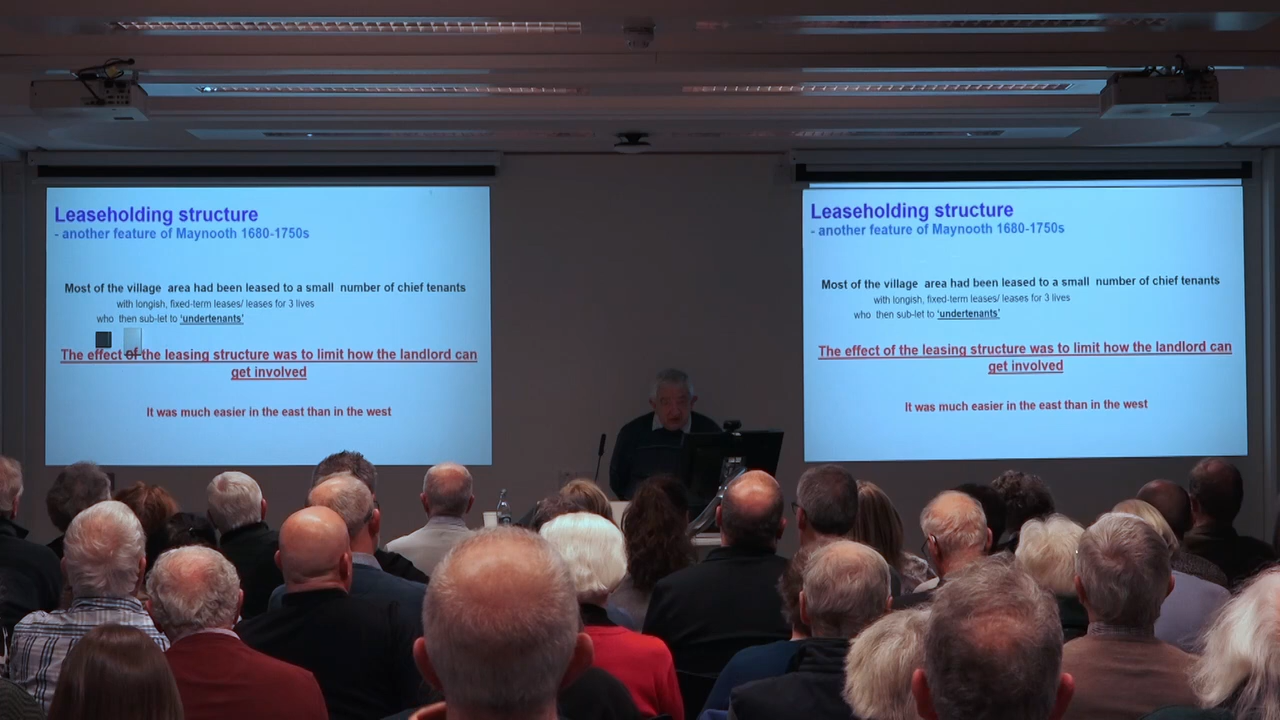 Leaseholding structure
- another feature of Maynooth 1680-1750s
Most of the village area had been leased to a small number of chief tenants
with longish, fixed-term leases/ leases for 3 lives
who then sub-let to ‘undertenants’
The effect of the leasing structure was to limit how the landlord can
get involved
It was much easier in the east than in the west
Leaseholding structure
- another feature of Maynooth 1680-1750s
Most of the village area had been leased to a small number of chief tenants
with longish, fixed-term leases/ leases for 3 lives
who then sub-let to ‘undertenants’
The effect of the leasing structure was to limit how the landlord can
get involved
It was much easier in the east than in the west